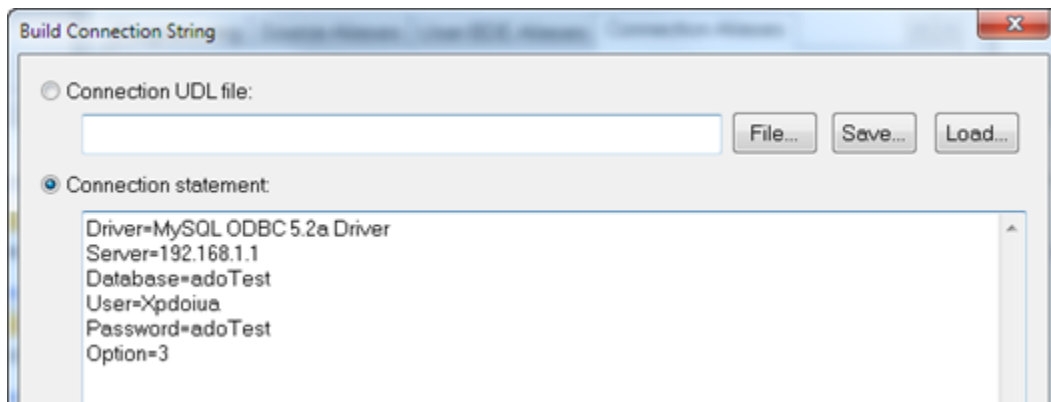 Build Connection String
Connection UDL file:
File... Save... Load...
Connection statement:
Driver=MySQL ODBC 5.2a Driver
Server=192.168.1.1
Database=adoTest
User=Xpdoiua
Password=adoTest
Option=3